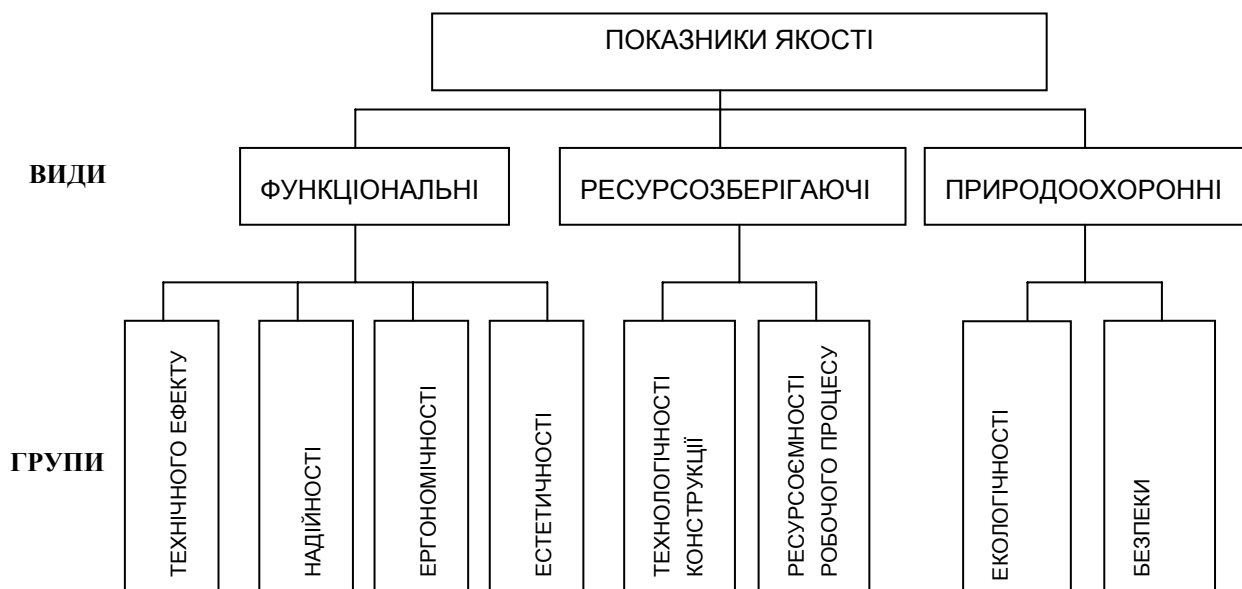 ПОКАЗНИКИ ЯКОСТІ
ВИДИ
ФУНКЦІОНАЛЬНІ
РЕСУРСОЗБЕРІГАЮЧІ
ПРИРОДООХОРОННІ
ГРУПИ
ТЕХНІЧНОГО ЕФЕКТУ
НАДІЙНОСТІ
ЕРГОНОМІЧНОСТІ
ЕСТЕТИЧНОСТІ
ТЕХНОЛОГІЧНОСТІ
КОНСТРУКЦІЇ
РЕСУРСОЄМНОСТІ
РОБОЧОГО ПРОЦЕСУ
ЕКОЛОГІЧНОСТІ
БЕЗПЕКИ